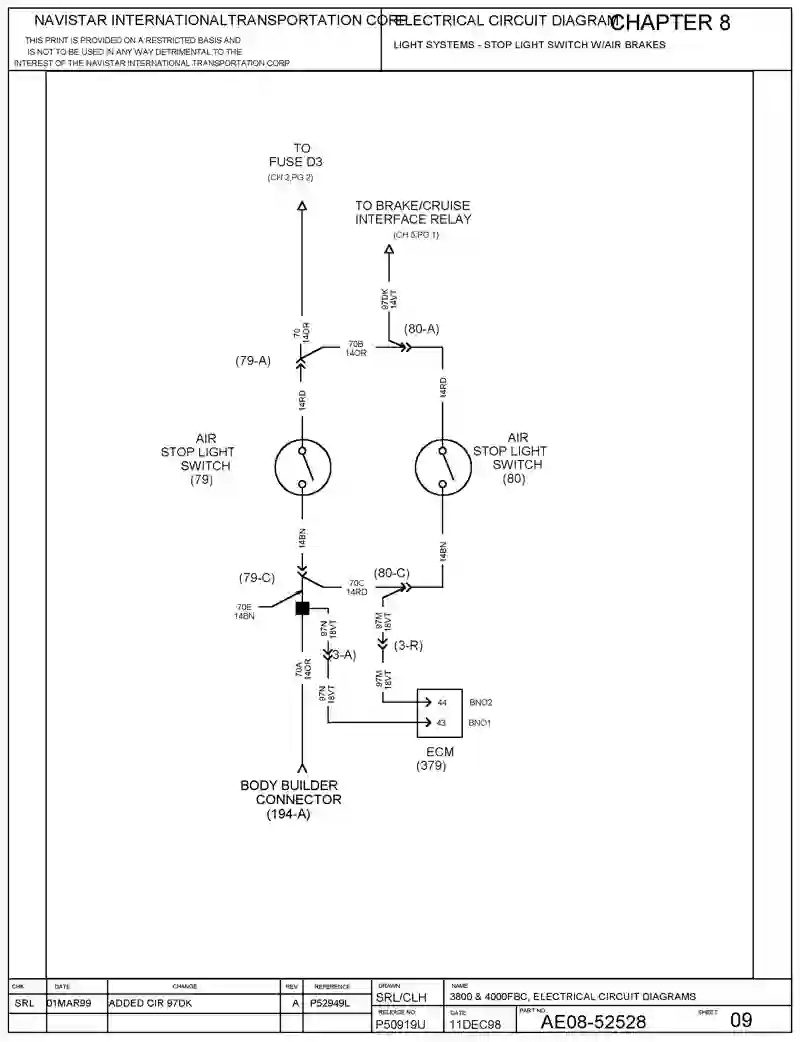 NAVISTAR INTERNATIONAL TRANSPORTATION CORP.
ELECTRICAL CIRCUIT DIAGRAM
CHAPTER 8
THIS PRINT IS PROVIDED ON A RESTRICTED BASIS AND
IS NOT TO BE USED IN ANY WAY DETRIMENTAL TO THE
INTEREST OF THE NAVISTAR INTERNATIONAL TRANSPORTATION CORP
LIGHT SYSTEMS - STOP LIGHT SWITCH W/AIR BRAKES
TO
FUSE D3
(CH 2,PG 2)
TO BRAKE/CRUISE
INTERFACE RELAY
(CH 5,PG 1)
97DK
14VT
70
14OR
(80-A)
70B
14OR
(79-A)
14RD
14RD
AIR
STOP LIGHT
SWITCH
(79)
AIR
STOP LIGHT
SWITCH
(80)
14BN
14BN
(79-C)
70C
14RD
(80-C)
70E
14BN
97N
18VT
97M
18VT
(3-R)
3-A)
70A
14OR
97N
18VT
97M
18VT
44
BNO2
43
BNO1
ECM
(379)
BODY BUILDER
CONNECTOR
(194-A)
CHK
DATE
CHANGE
REV
REFERENCE
DRAWN
NAME
SRL
01MAR99
ADDED CIR 97DK
A
P52949L
SRL/CLH
3800 & 4000FBC, ELECTRICAL CIRCUIT DIAGRAMS
RELEASE NO.
DATE
PART NO.
SHEET
P50919U
11DEC98
AE08-52528
09